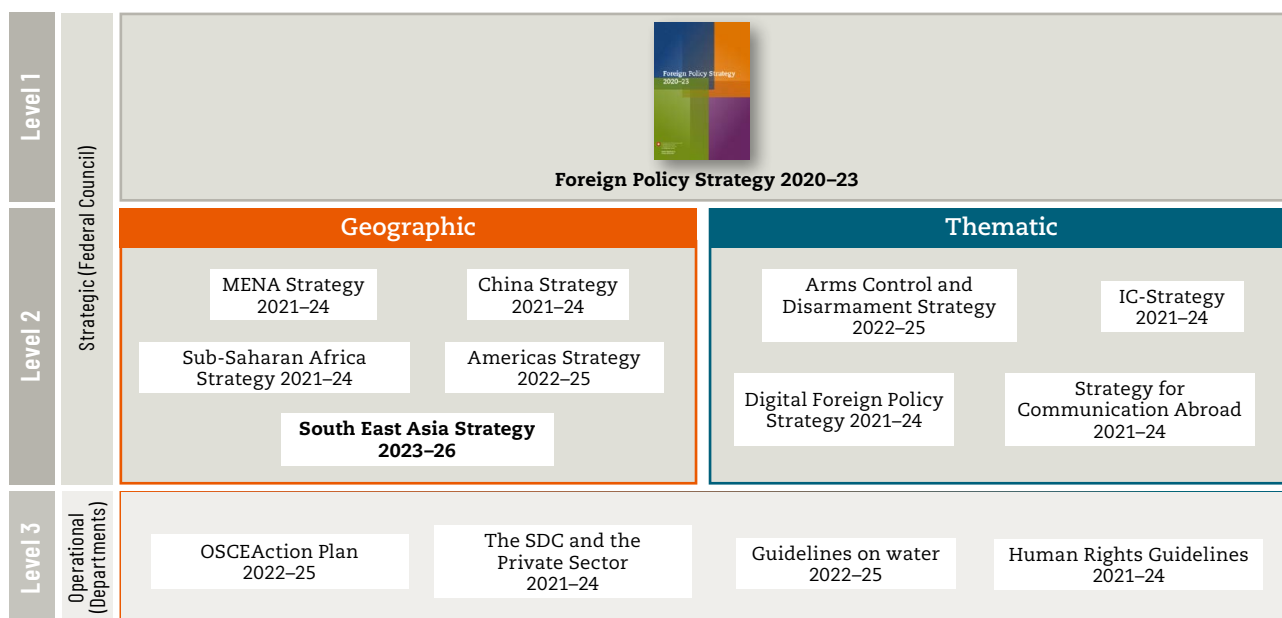 Level 1
Strategic (Federal Council)
Foreign Policy Strategy
2020–23
Foreign Policy Strategy 2020–23
Level 2
Geographic
MENA Strategy
2021–24
China Strategy
2021–24
Sub-Saharan Africa
Strategy 2021–24
Americas Strategy
2022–25
South East Asia Strategy
2023–26
Thematic
Arms Control and
Disarmament Strategy
2022–25
IC-Strategy
2021–24
Digital Foreign Policy
Strategy 2021–24
Strategy for
Communication Abroad
2021–24
Level 3
Operational
(Departments)
OSCEAction Plan
2022–25
The SDC and the
Private Sector
2021–24
Guidelines on water
2022–25
Human Rights Guidelines
2021–24